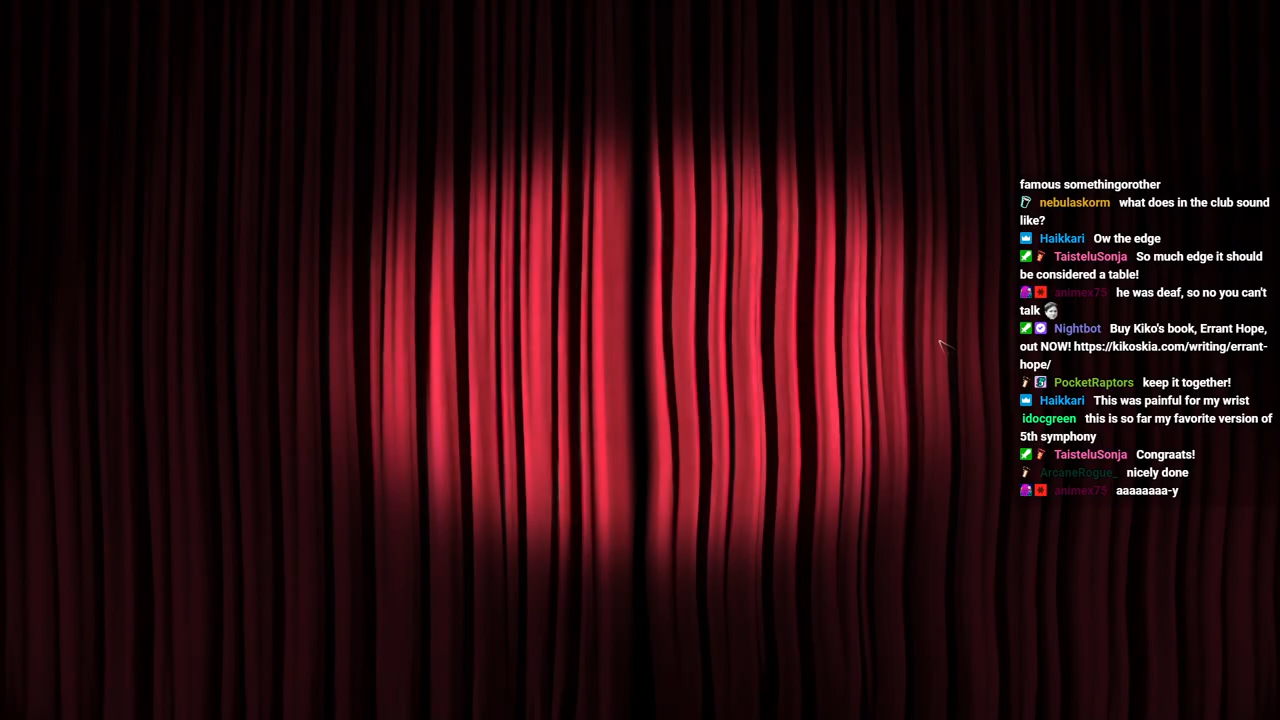 famous somethingorother
nebulaskorm what does in the club sound
like?
Haikkari Ow the edge
TaisteluSonja So much edge it should
be considered a table!
animex75 he was deaf, so no you can't
talk
Nightbot Buy Kiko's book, Errant Hope,
out NOW! https://kikoskia.com/writing/errant-
hope/
PocketRaptors keep it together!
Haikkari This was painful for my wrist
idocgreen this is so far my favorite version of
5th symphony
TaisteluSonja Congraats!
ArcaneRogue_ nicely done
animex75 aaaaaaaa-y